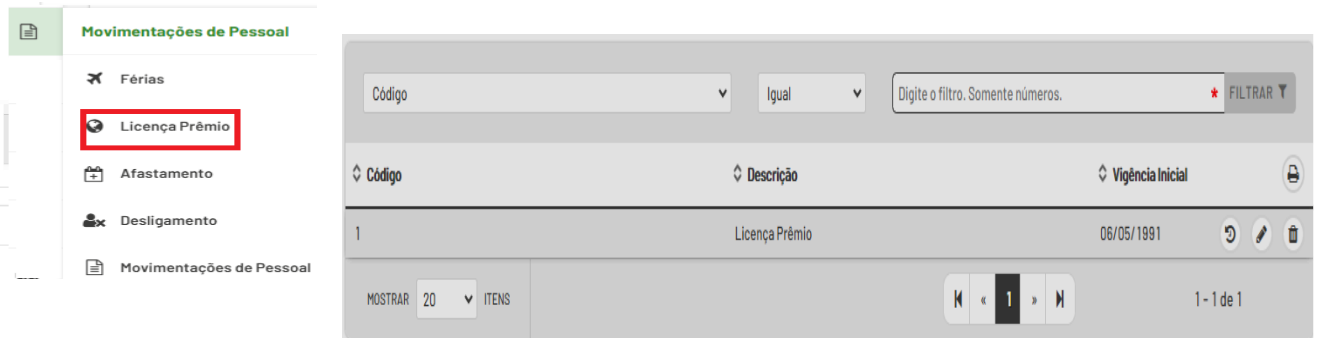 Movimentações de Pessoal
Férias
Licença Prêmio
Afastamento
Desligamento
Movimentações de Pessoal
Código Igual Digite o filtro. Somente números. * FILTRAR
Código Descrição Vigência Inicial
1 Licença Prêmio 06/05/1991
MOSTRAR 20 ITENS « 1 » 1 - 1 de 1